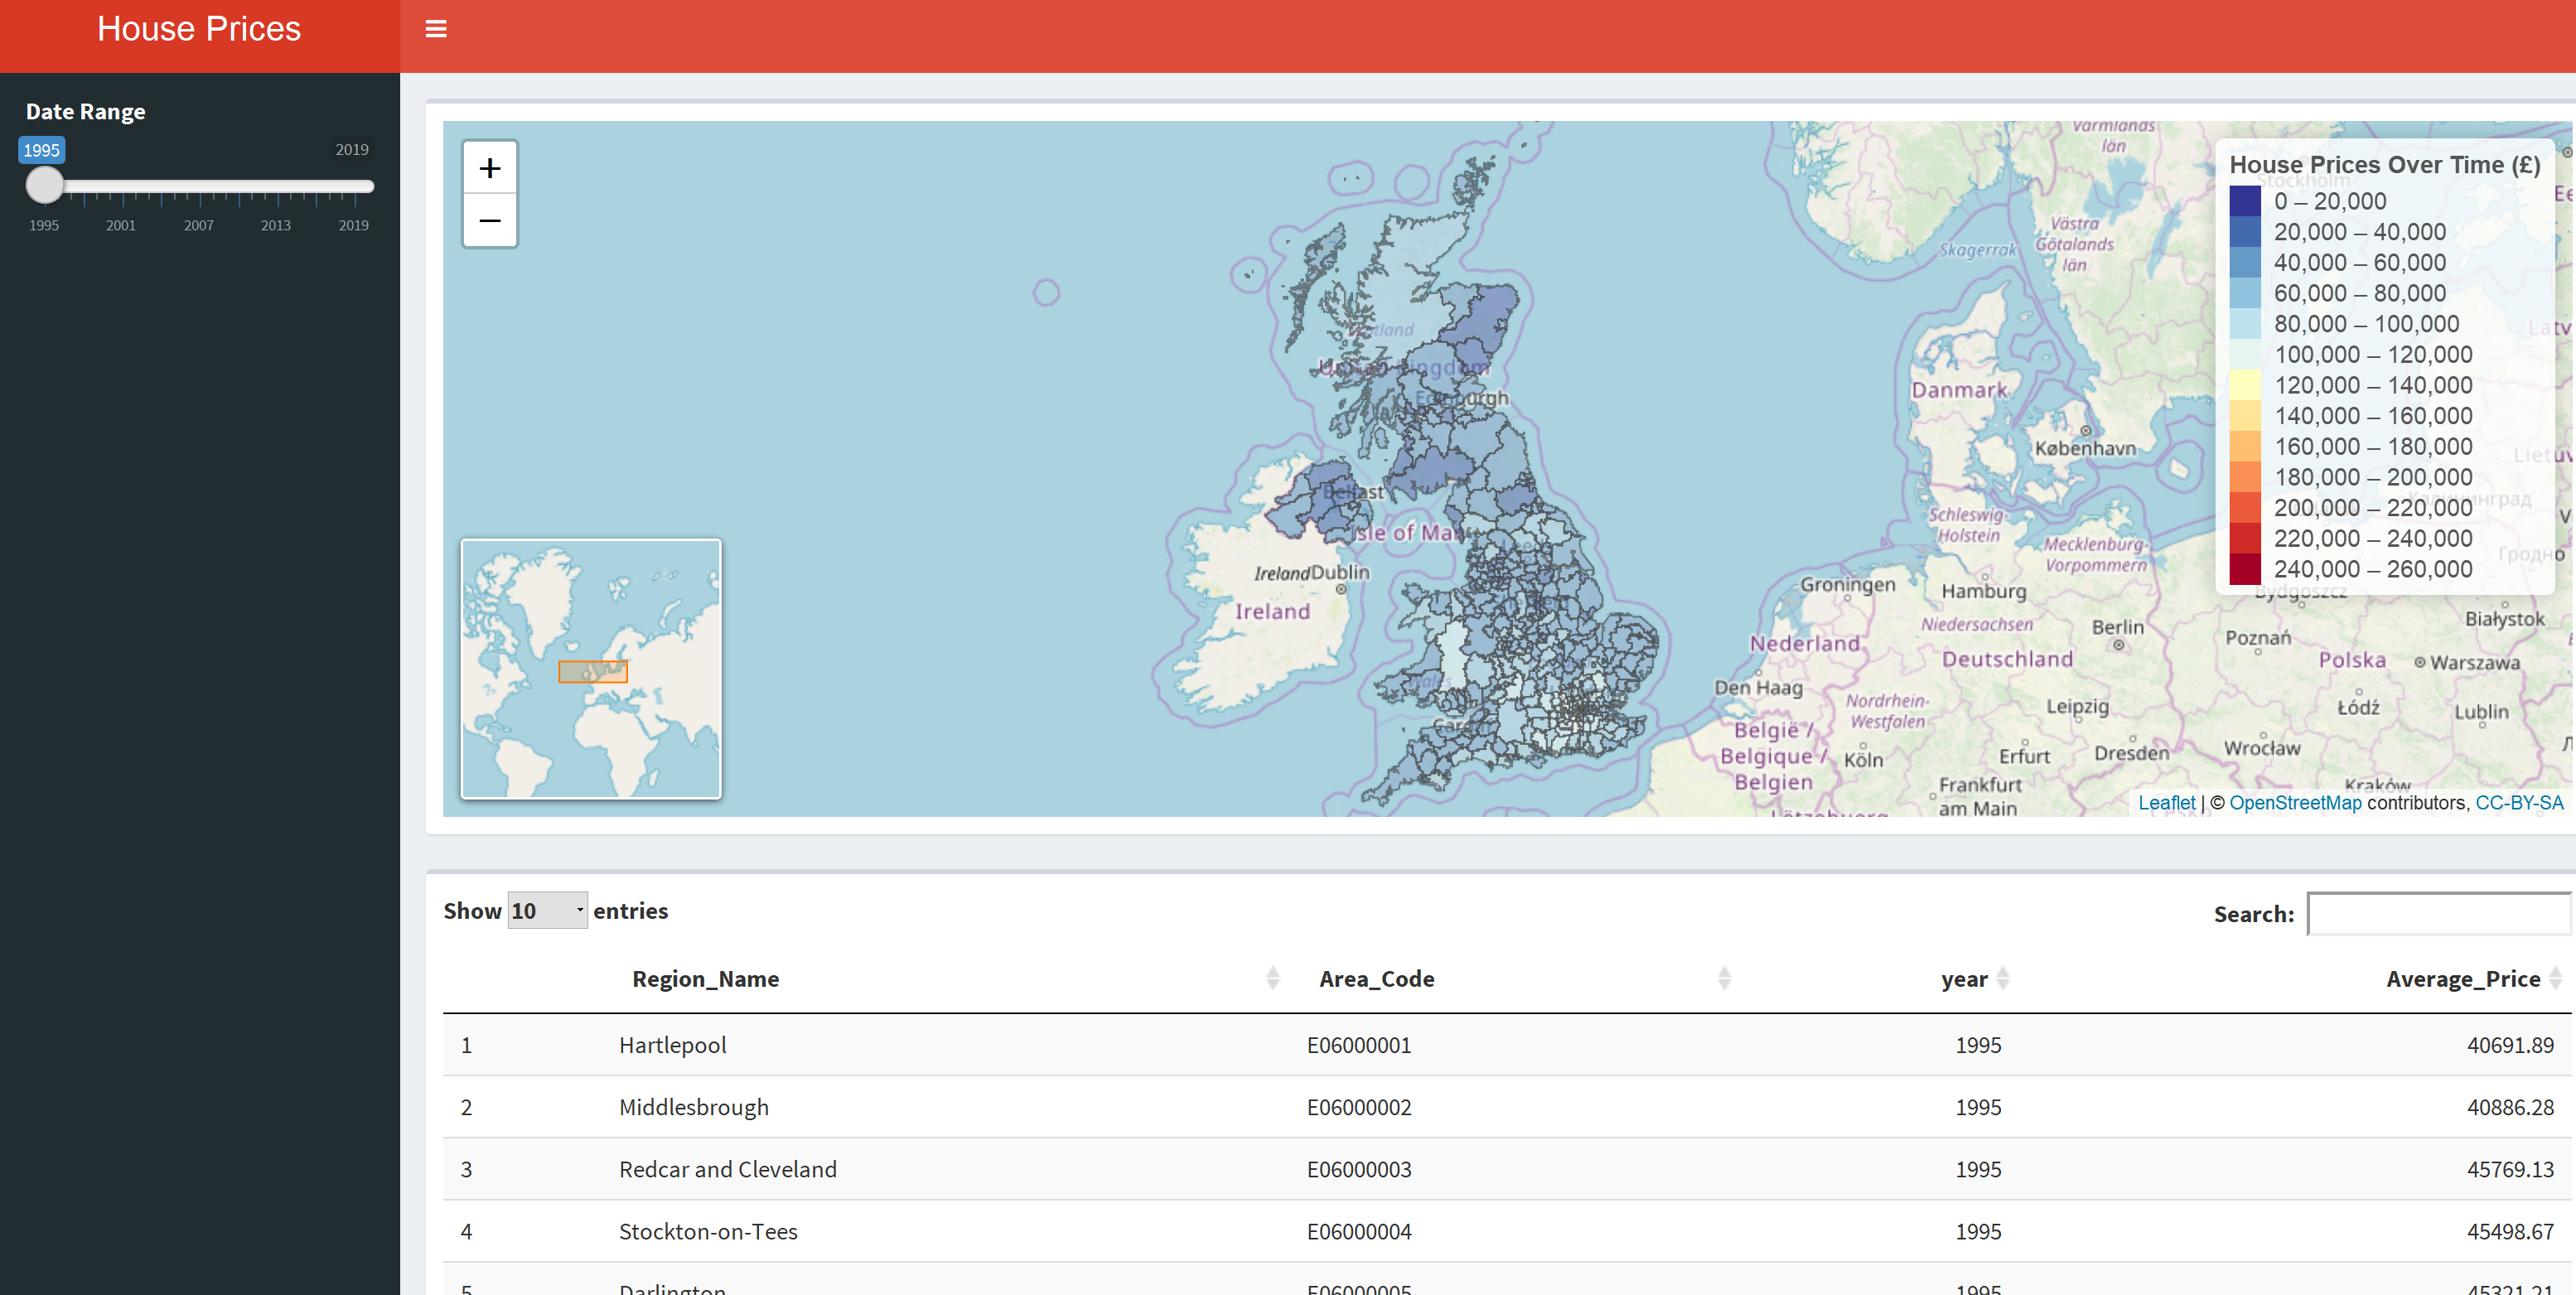 House Prices
Date Range
1995
2019
1995 2001 2007 2013 2019
+
−
House Prices Over Time (£)
0 – 20,000
20,000 – 40,000
40,000 – 60,000
60,000 – 80,000
80,000 – 100,000
100,000 – 120,000
120,000 – 140,000
140,000 – 160,000
160,000 – 180,000
180,000 – 200,000
200,000 – 220,000
220,000 – 240,000
240,000 – 260,000
Värmlands
län
Stockholm
Västra
Götalands
län
Skagerrak
United Kingdom
Edinburgh
Danmark
København
Belfast
Isle of Man
Schleswig-
Holstein
Mecklenburg-
Vorpommern
Калининград
Гродно
Ireland
Dublin
Ireland
Groningen
Hamburg
Bydgoszcz
Niedersachsen
Berlin
Białystok
Nederland
Poznań
Deutschland
Polska
Warszawa
Wales
Den Haag
Nordrhein-
Westfalen
Leipzig
Łódź
Lublin
Cardiff
België /
Belgique /
Belgien
Köln
Erfurt
Dresden
Wrocław
Frankfurt
am Main
Kraków
Lëtzebuerg
Leaflet | © OpenStreetMap contributors, CC-BY-SA
Show 10 entries
Search:
Region_Name Area_Code year Average_Price
1 Hartlepool E06000001 1995 40691.89
2 Middlesbrough E06000002 1995 40886.28
3 Redcar and Cleveland E06000003 1995 45769.13
4 Stockton-on-Tees E06000004 1995 45498.67
5 Darlington E06000005 1995 45321.21